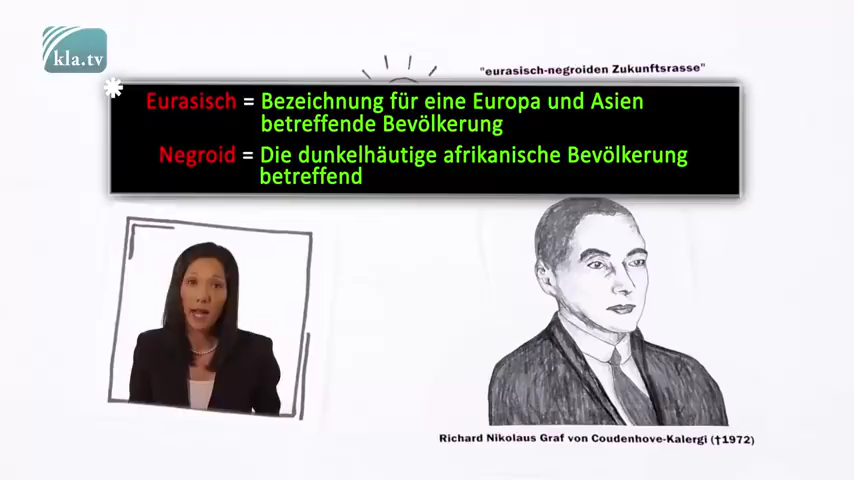 kla.tv
"eurasisch-negroiden Zukunftsrasse"
* Eurasisch = Bezeichnung für eine Europa und Asien
betreffende Bevölkerung
Negroid = Die dunkelhäutige afrikanische Bevölkerung
betreffend
Richard Nikolaus Graf von Coudenhove-Kalergi (†1972)